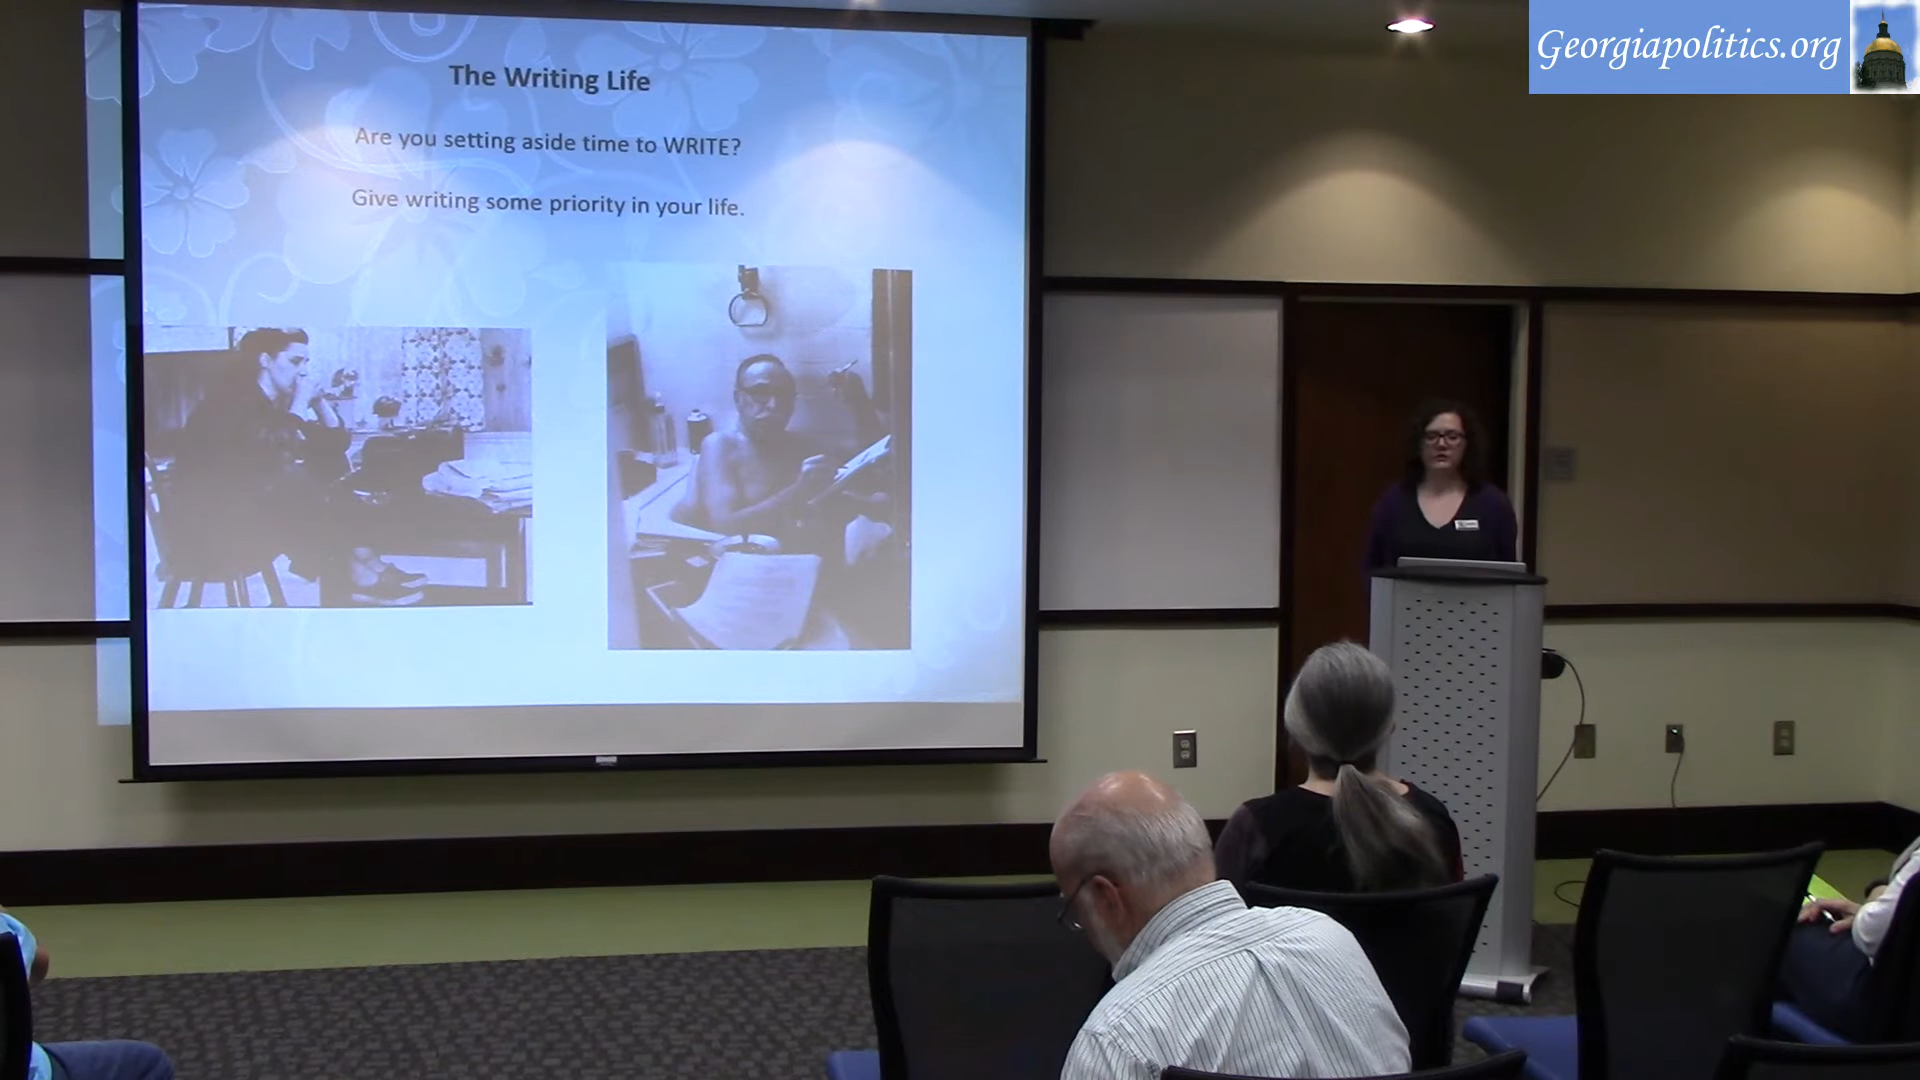 Georgiapolitics.org
The Writing Life
Are you setting aside time to WRITE?
Give writing some priority in your life.